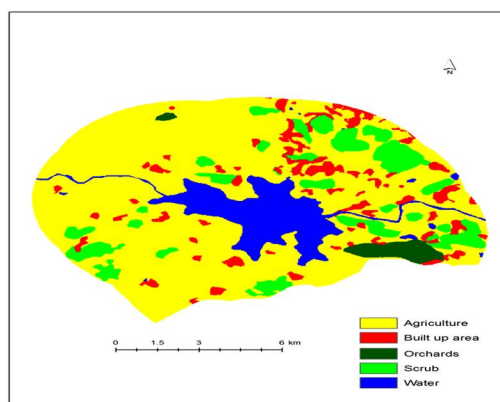 N
Agriculture
Built up area
Orchards
Scrub
Water
0 1.5 3 6 km